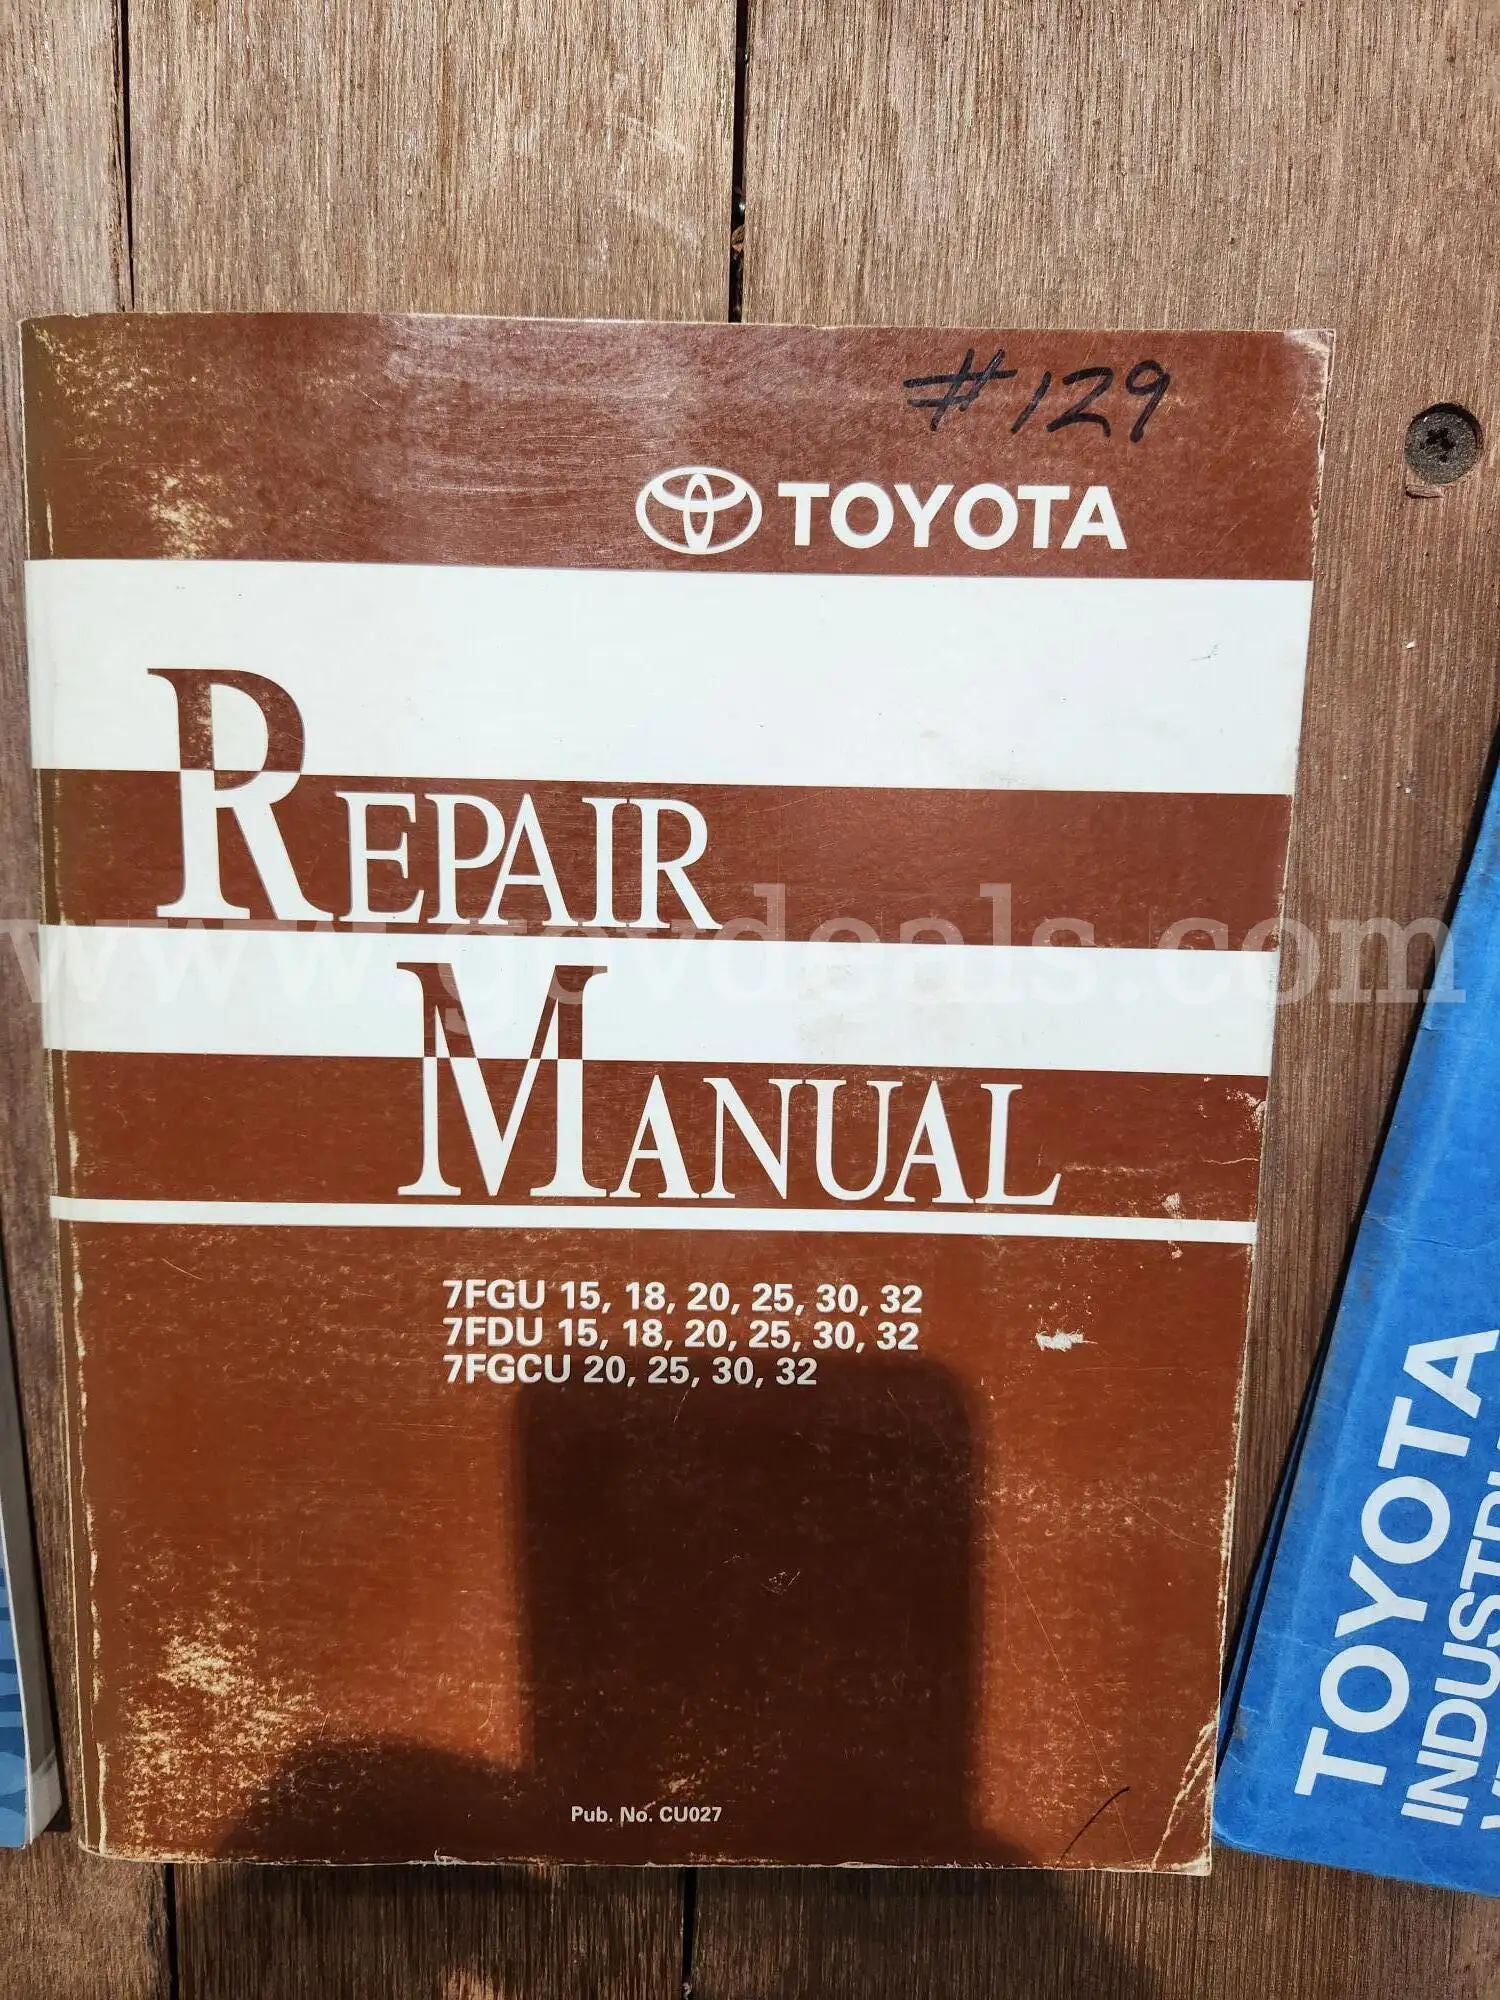 #129
TOYOTA
REPAIR
www.govdeals.com
MANUAL
7FGU 15, 18, 20, 25, 30, 32
7FDU 15, 18, 20, 25, 30, 32
7FGCU 20, 25, 30, 32
Pub. No. CU027
TOYOTA